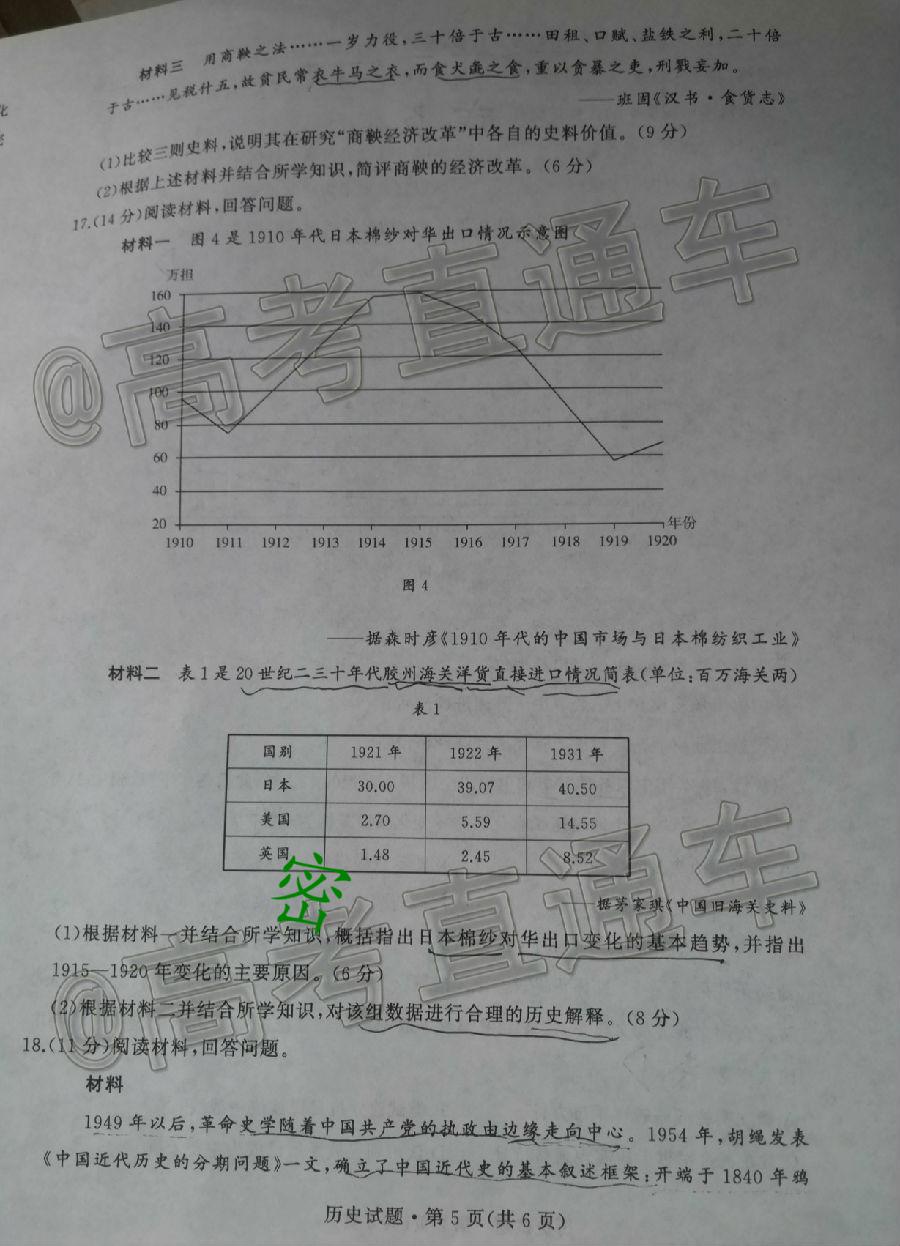 材料三 用商鞅之法……一岁力役，三十倍于古……田租、口赋、盐铁之利，二十倍
于古……见税什五，故贫民常衣牛马之衣，而食犬彘之食，重以贪暴之吏，刑戮妄加。
——班固《汉书·食货志》
(1)比较三则史料，说明其在研究“商鞅经济改革”中各自的史料价值。(9分)
(2)根据上述材料并结合所学知识，简评商鞅的经济改革。(6分)
17.(14分)阅读材料，回答问题。
材料一 图4是1910年代日本棉纱对华出口情况示意图
万担
160
140
120
100
80
60
40
20
1910 1911 1912 1913 1914 1915 1916 1917 1918 1919 1920
年份
图4
——据森时彦《1910年代的中国市场与日本棉纺织工业》
材料二 表1是20世纪二三十年代胶州海关洋货直接进口情况简表(单位:百万海关两)
表1
国别 1921年 1922年 1931年
日本 30.00 39.07 40.50
美国 2.70 5.59 14.55
英国 1.48 2.45 8.52
密
——据茅家琪《中国旧海关史料》
(1)根据材料一并结合所学知识，概括指出日本棉纱对华出口变化的基本趋势，并指出
1915—1920年变化的主要原因。(6分)
(2)根据材料二并结合所学知识，对该组数据进行合理的历史解释。(8分)
18.(11分)阅读材料，回答问题。
材料
1949年以后，革命史学随着中国共产党的执政由边缘走向中心。1954年，胡绳发表
《中国近代历史的分期问题》一文，确立了中国近代史的基本叙述框架:开端于1840年鸦
历史试题·第5页(共6页)
@高考直通车
@高考直通车